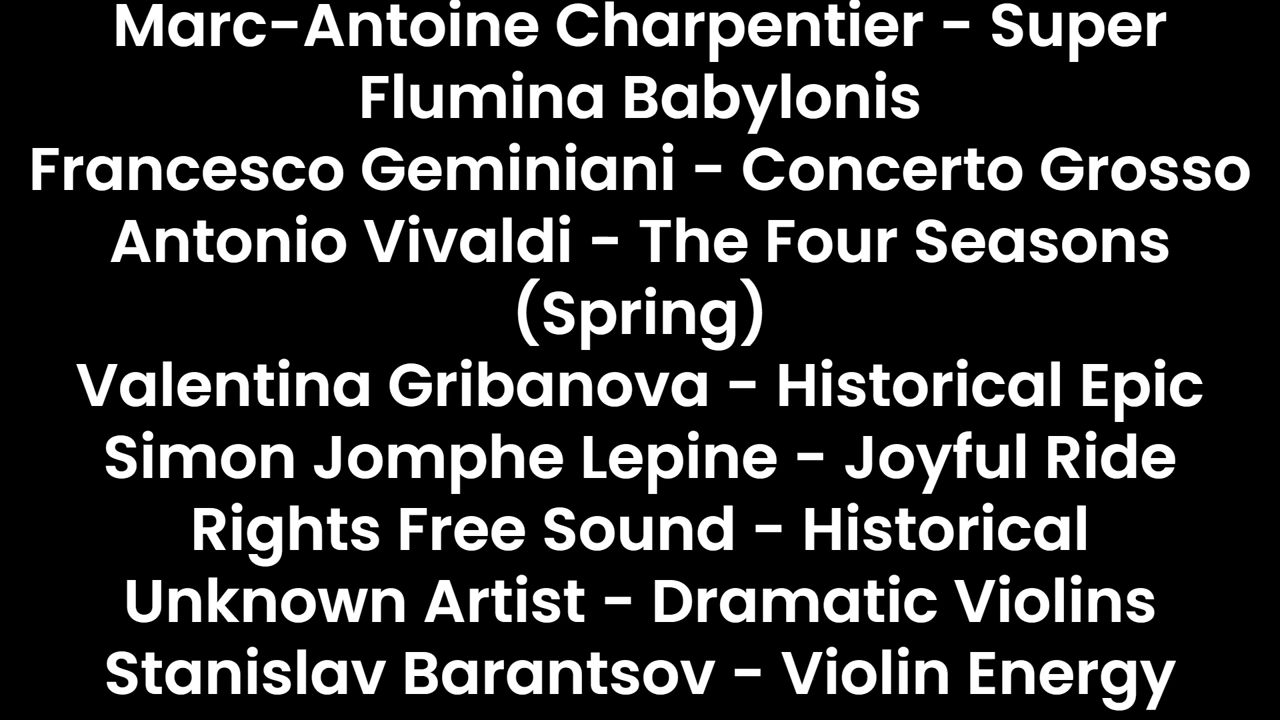 Marc-Antoine Charpentier - Super
Flumina Babylonis
Francesco Geminiani - Concerto Grosso
Antonio Vivaldi - The Four Seasons
(Spring)
Valentina Gribanova - Historical Epic
Simon Jomphe Lepine - Joyful Ride
Rights Free Sound - Historical
Unknown Artist - Dramatic Violins
Stanislav Barantsov - Violin Energy